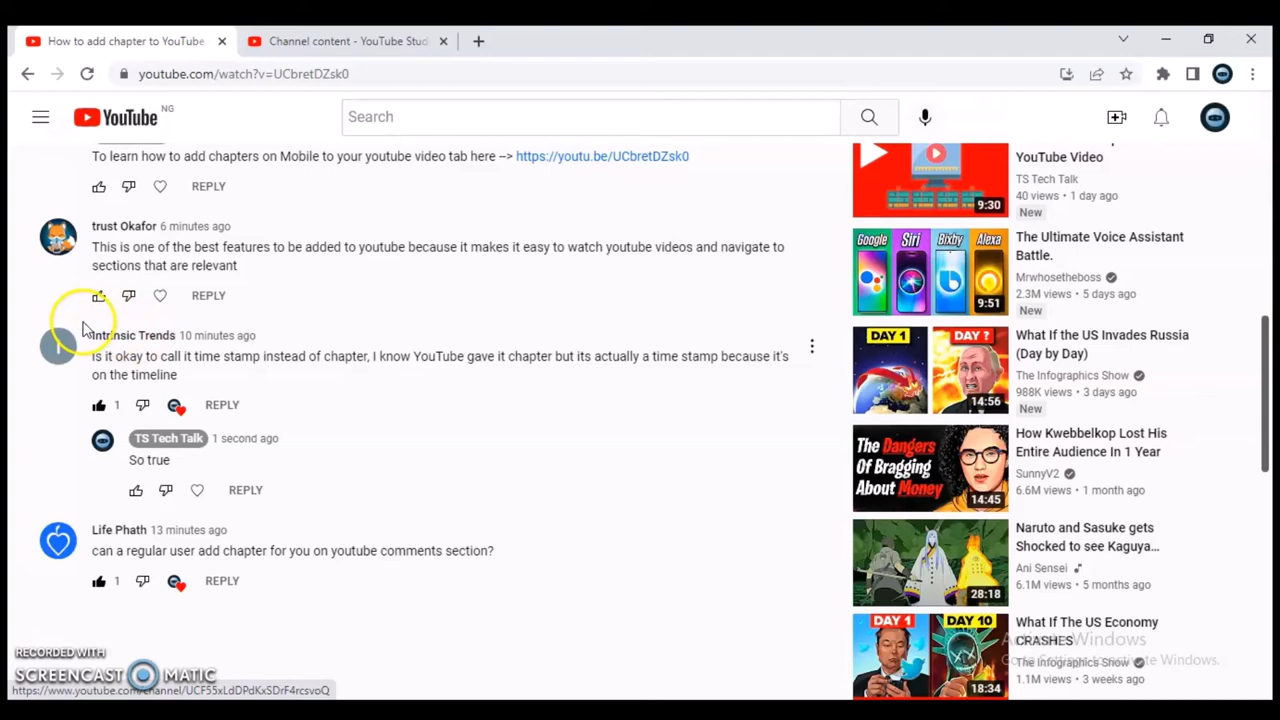 How to add chapter to YouTube
Channel content - YouTube Stud
youtube.com/watch?v=UCbretDZsk0
YouTube NG
Search
To learn how to add chapters on Mobile to your youtube video tab here --> https://youtu.be/UCbretDZsk0
REPLY
trust Okafor 6 minutes ago
This is one of the best features to be added to youtube because it makes it easy to watch youtube videos and navigate to
sections that are relevant
REPLY
Intrinsic Trends 10 minutes ago
Is it okay to call it time stamp instead of chapter, I know YouTube gave it chapter but its actually a time stamp because it's
on the timeline
1 REPLY
TS Tech Talk 1 second ago
So true
REPLY
Life Phath 13 minutes ago
can a regular user add chapter for you on youtube comments section?
1 REPLY
9:30
YouTube Video
TS Tech Talk
40 views • 1 day ago
New
Google Siri Bixby Alexa
9:51
The Ultimate Voice Assistant
Battle.
Mrwhosetheboss
2.3M views • 5 days ago
New
DAY 1 DAY ?
14:56
What If the US Invades Russia
(Day by Day)
The Infographics Show
988K views • 3 days ago
New
The Dangers
Of Bragging
About Money
14:45
How Kwebbelkop Lost His
Entire Audience In 1 Year
SunnyV2
6.6M views • 1 month ago
28:18
Naruto and Sasuke gets
Shocked to see Kaguya...
Ani Sensei
6.1M views • 5 months ago
DAY 1 DAY 10
18:34
What If The US Economy
CRASHES
The Infographics Show
1.1M views • 3 weeks ago
Activate Windows
Go to Settings to activate Windows.
RECORDED WITH
SCREENCAST MATIC
https://www.youtube.com/channel/UCF55xLdDPdKxSDrF4rcsvoQ